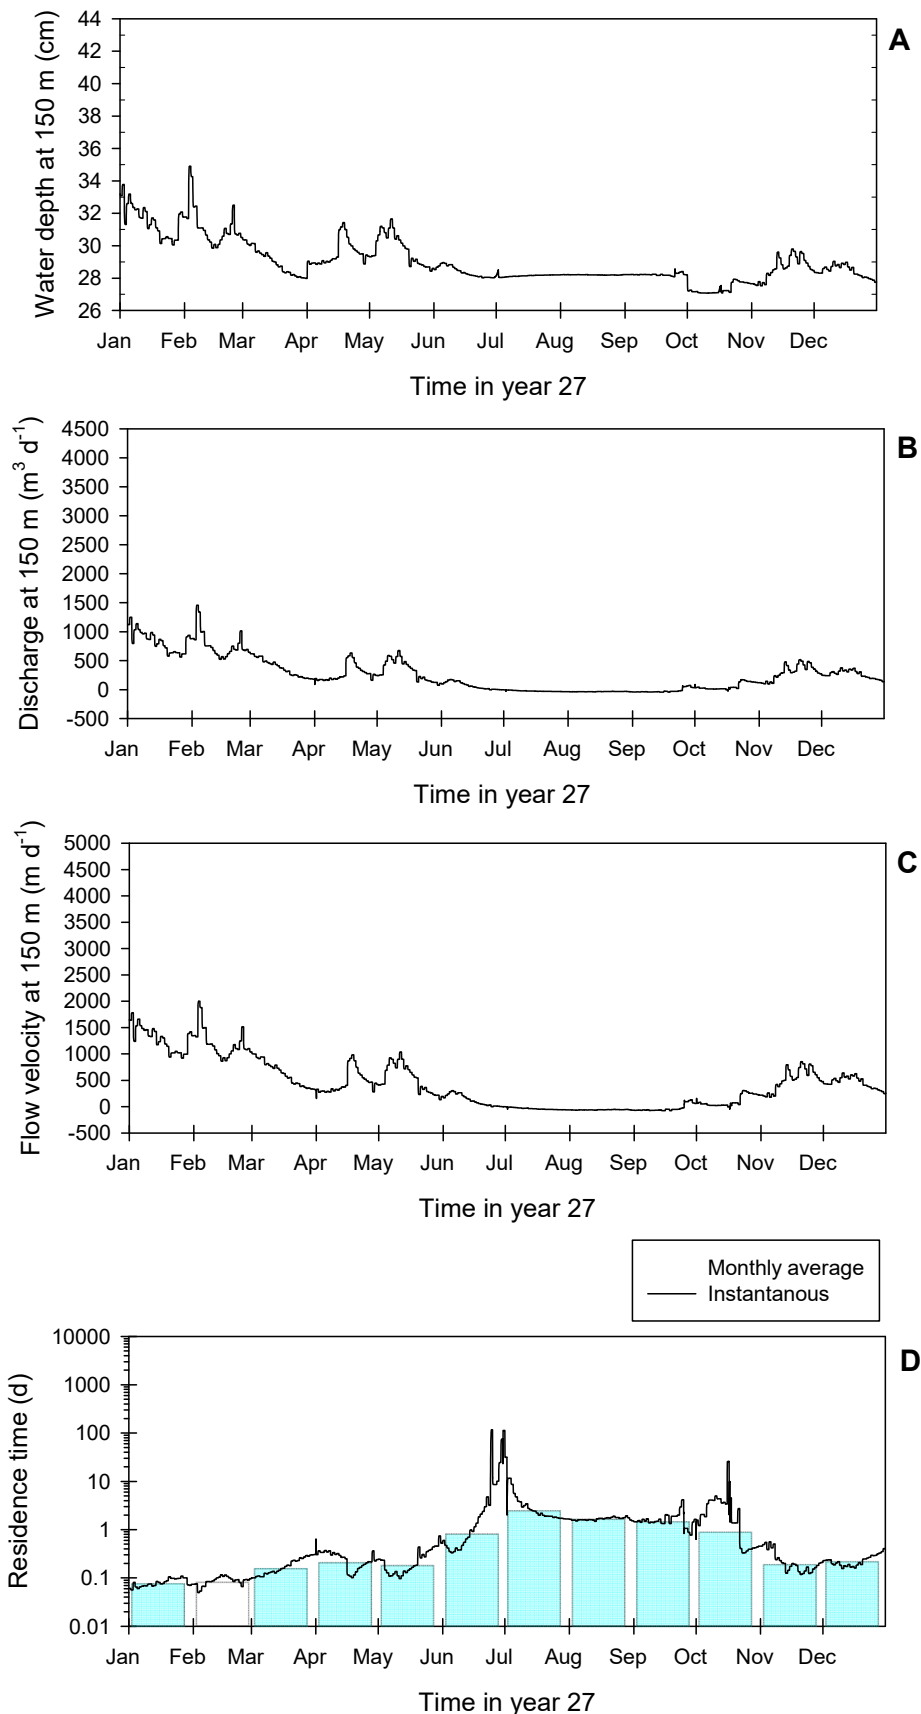 A
Water depth at 150 m (cm)
44
42
40
38
36
34
32
30
28
26
Jan Feb Mar Apr May Jun Jul Aug Sep Oct Nov Dec
Time in year 27
B
Discharge at 150 m (m³ d⁻¹)
4500
4000
3500
3000
2500
2000
1500
1000
500
0
-500
Jan Feb Mar Apr May Jun Jul Aug Sep Oct Nov Dec
Time in year 27
C
Flow velocity at 150 m (m d⁻¹)
5000
4500
4000
3500
3000
2500
2000
1500
1000
500
0
-500
Jan Feb Mar Apr May Jun Jul Aug Sep Oct Nov Dec
Time in year 27
Monthly average
Instantanous
D
Residence time (d)
10000
1000
100
10
1
0.1
0.01
Jan Feb Mar Apr May Jun Jul Aug Sep Oct Nov Dec
Time in year 27